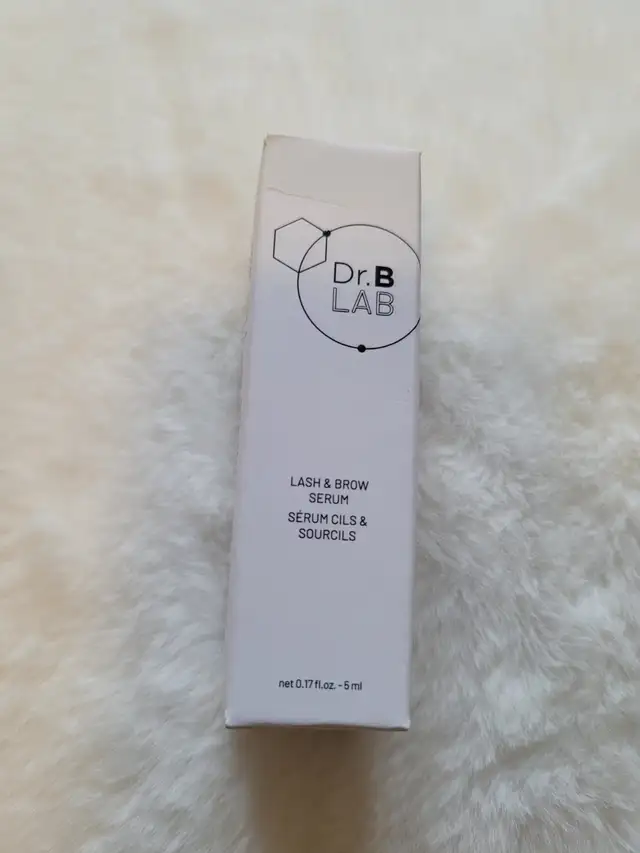 Dr.B
LAB
LASH & BROW
SERUM
SÉRUM CILS &
SOURCILS
net 0.17 fl.oz. - 5 ml